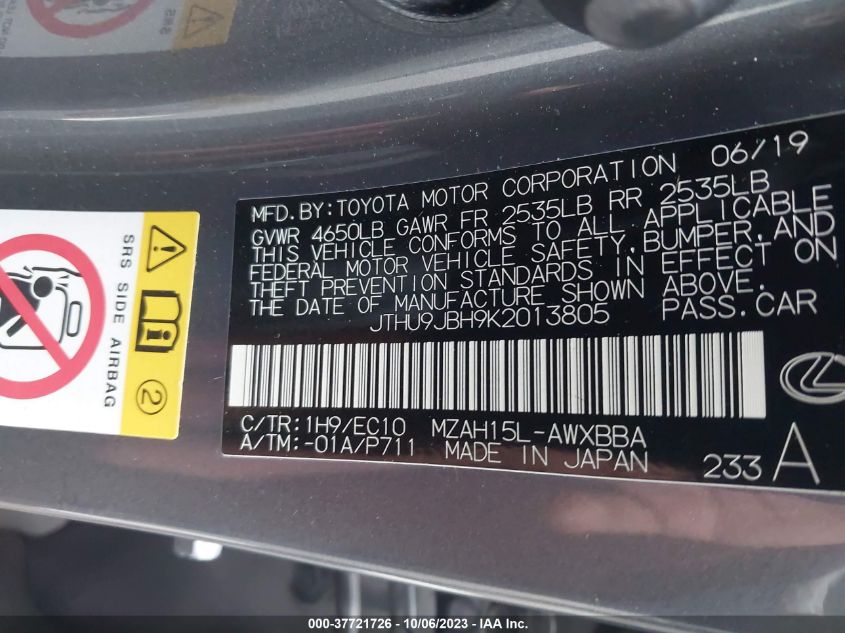 MFD. BY: TOYOTA MOTOR CORPORATION 06/19
GVWR 4650LB GAWR FR 2535LB RR 2535LB
THIS VEHICLE CONFORMS TO ALL APPLICABLE
FEDERAL MOTOR VEHICLE SAFETY, BUMPER, AND
THEFT PREVENTION STANDARDS IN EFFECT ON
THE DATE OF MANUFACTURE SHOWN ABOVE.
JTHU9JBH9K2013805 PASS. CAR
C/TR: 1H9/EC10 MZAH15L-AWXBBA
A/TM: -01A/P711 MADE IN JAPAN
233 A
SRS SIDE AIRBAG
2
000-37721726 - 10/06/2023 - IAA Inc.